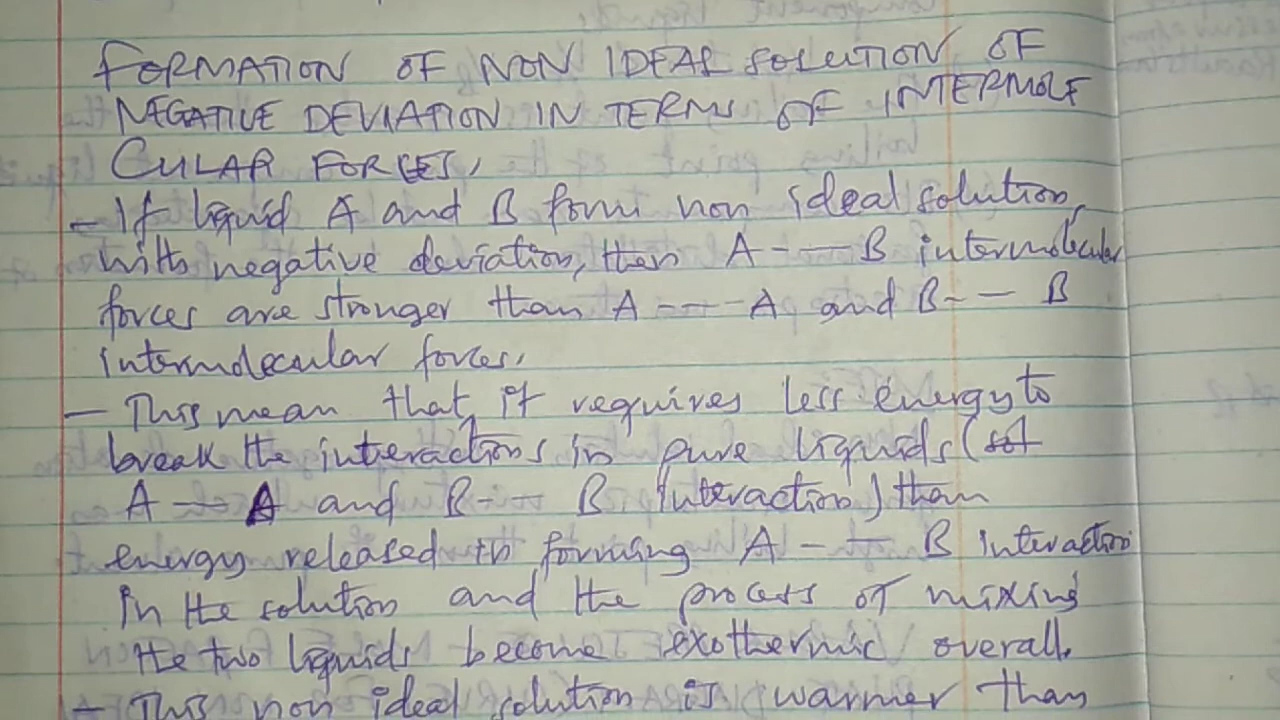 FORMATION OF NON IDEAL SOLUTION OF
NEGATIVE DEVIATION IN TERMS OF INTERMOLE
CULAR FORCES,
- If liquid A and B form non ideal solution,
with negative deviation, then A - — B intermolecular
forces are stronger than A --- A and B - — B
intermolecular forces.
- This mean that, it requires less energy to
break the interactions in pure liquids (
A - - A and B - - B interaction) than
energy released in forming A - — B interaction
in the solution and the process of mixing
the two liquids become exothermic overall.
- This non ideal solution is warmer than